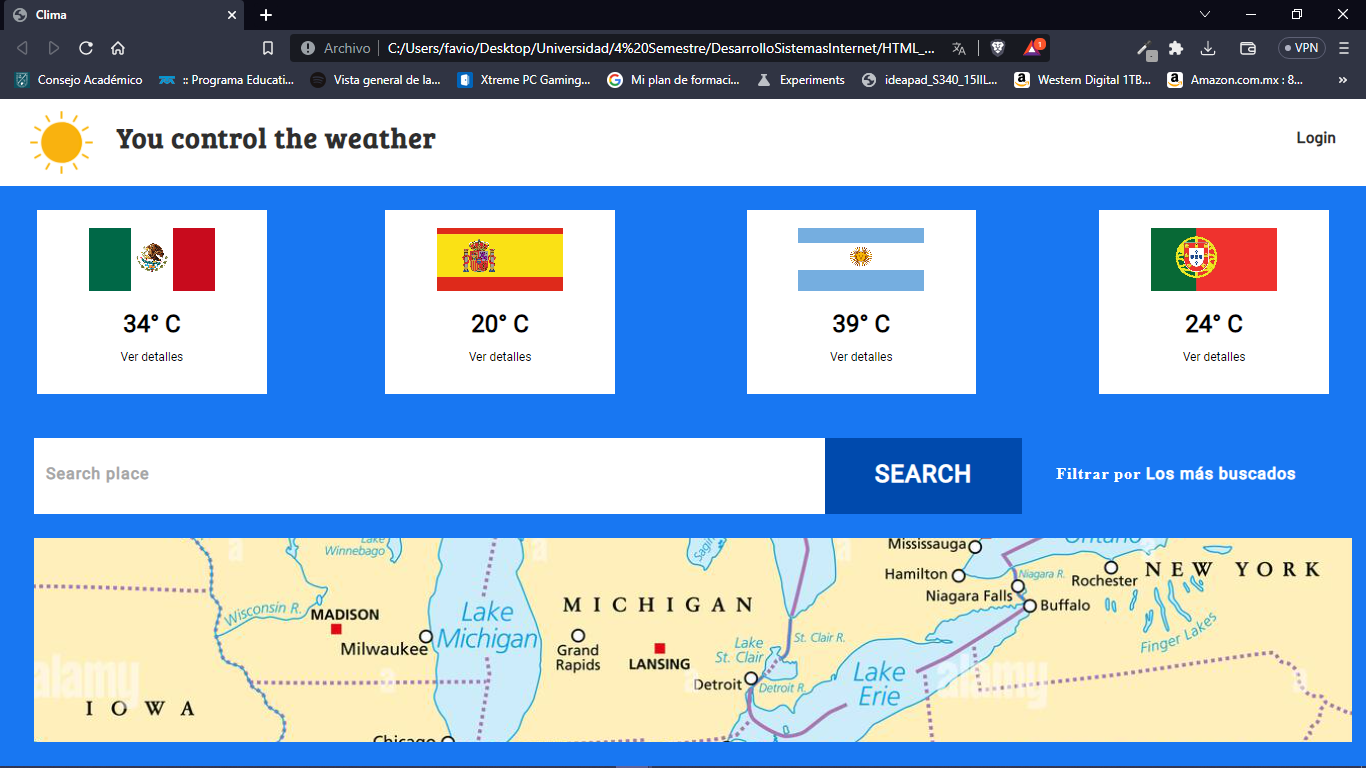 Clima
Archivo C:/Users/favio/Desktop/Universidad/4%20Semestre/DesarrolloSistemasInternet/HTML_... 1 VPN
Consejo Académico :: Programa Educati... Vista general de la... Xtreme PC Gaming... Mi plan de formaci... Experiments ideapad_S340_15IIL... Western Digital 1TB... Amazon.com.mx : 8... »
You control the weather Login
34° C 20° C 39° C 24° C
Ver detalles Ver detalles Ver detalles Ver detalles
Search place SEARCH Filtrar por Los más buscados
Lake
Winnebago
Mississauga
Ontario
Hamilton
Niagara R.
Rochester
NEW YORK
Niagara Falls
Buffalo
Finger Lakes
Wisconsin R.
MADISON
Milwaukee
Lake
Michigan
MICHIGAN
Grand
Rapids
LANSING
Lake
St. Clair
St. Clair R.
Detroit
Detroit R.
Lake
Erie
IOWA
Chicago
alamy
alamy
a
a
a